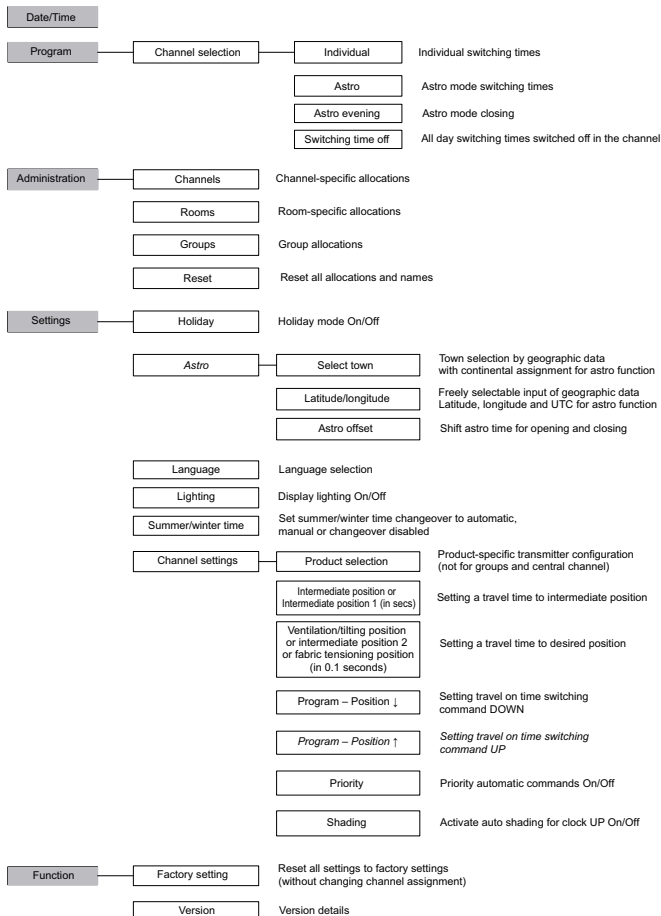 Date/Time
Program
Channel selection
Individual
Individual switching times
Astro
Astro mode switching times
Astro evening
Astro mode closing
Switching time off
All day switching times switched off in the channel
Administration
Channels
Channel-specific allocations
Rooms
Room-specific allocations
Groups
Group allocations
Reset
Reset all allocations and names
Settings
Holiday
Holiday mode On/Off
Astro
Select town
Town selection by geographic data
with continental assignment for astro function
Latitude/longitude
Freely selectable input of geographic data
Latitude, longitude and UTC for astro function
Astro offset
Shift astro time for opening and closing
Language
Language selection
Lighting
Display lighting On/Off
Summer/winter time
Set summer/winter time changeover to automatic,
manual or changeover disabled
Channel settings
Product selection
Product-specific transmitter configuration
(not for groups and central channel)
Intermediate position or
Intermediate position 1 (in secs)
Setting a travel time to intermediate position
Ventilation/tilting position
or intermediate position 2
or fabric tensioning position
(in 0.1 seconds)
Setting a travel time to desired position
Program – Position ↓
Setting travel on time switching
command DOWN
Program – Position ↑
Setting travel on time switching
command UP
Priority
Priority automatic commands On/Off
Shading
Activate auto shading for clock UP On/Off
Function
Factory setting
Reset all settings to factory settings
(without changing channel assignment)
Version
Version details